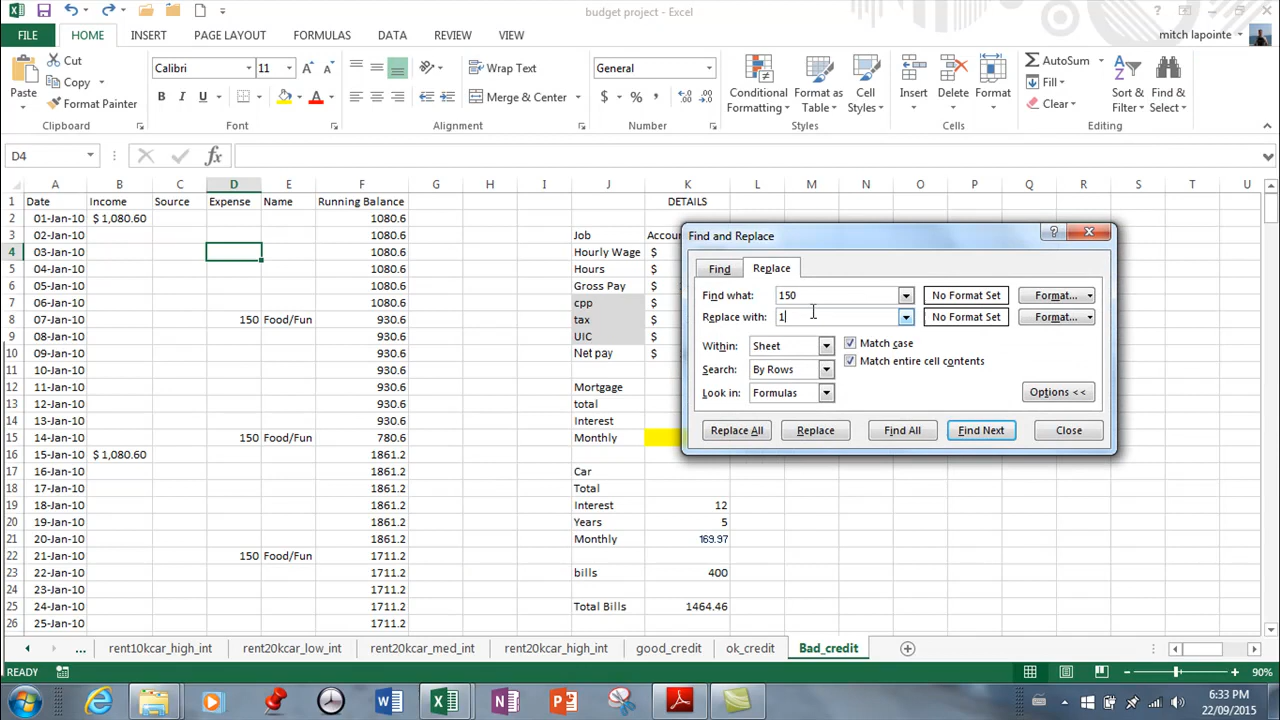 budget project - Excel
FILE HOME INSERT PAGE LAYOUT FORMULAS DATA REVIEW VIEW mitch lapointe
Cut
Copy
Format Painter
Paste
Clipboard
Calibri 11
B I U A
Font
Wrap Text
Merge & Center
Alignment
General
$ % ,
Number
Conditional Formatting
Format as Table
Cell Styles
Styles
Insert Delete Format
Cells
AutoSum
Fill
Clear
Sort & Filter
Find & Select
Editing
D4 fx
A B C D E F G H I J K L M N O P Q R S T U
1 Date Income Source Expense Name Running Balance DETAILS
2 01-Jan-10 $ 1,080.60 1080.6
3 02-Jan-10 1080.6 Job Accou
4 03-Jan-10 1080.6 Hourly Wage $
5 04-Jan-10 1080.6 Hours $
6 05-Jan-10 1080.6 Gross Pay $
7 06-Jan-10 1080.6 cpp $
8 07-Jan-10 150 Food/Fun 930.6 tax $
9 08-Jan-10 930.6 UIC $
10 09-Jan-10 930.6 Net pay $
11 10-Jan-10 930.6
12 11-Jan-10 930.6 Mortgage
13 12-Jan-10 930.6 total
14 13-Jan-10 930.6 Interest
15 14-Jan-10 150 Food/Fun 780.6 Monthly
16 15-Jan-10 $ 1,080.60 1861.2
17 16-Jan-10 1861.2 Car
18 17-Jan-10 1861.2 Total
19 18-Jan-10 1861.2 Interest 12
20 19-Jan-10 1861.2 Years 5
21 20-Jan-10 1861.2 Monthly 169.97
22 21-Jan-10 150 Food/Fun 1711.2
23 22-Jan-10 1711.2 bills 400
24 23-Jan-10 1711.2
25 24-Jan-10 1711.2 Total Bills 1464.46
26 25-Jan-10 1711.2
Find and Replace
Find Replace
Find what: 150 No Format Set Format...
Replace with: 1 No Format Set Format...
Within: Sheet Match case
Match entire cell contents
Search: By Rows
Look in: Formulas Options <<
Replace All Replace Find All Find Next Close
... rent10kcar_high_int rent20kcar_low_int rent20kcar_med_int rent20kcar_high_int good_credit ok_credit Bad_credit
READY 90%
6:33 PM
22/09/2015